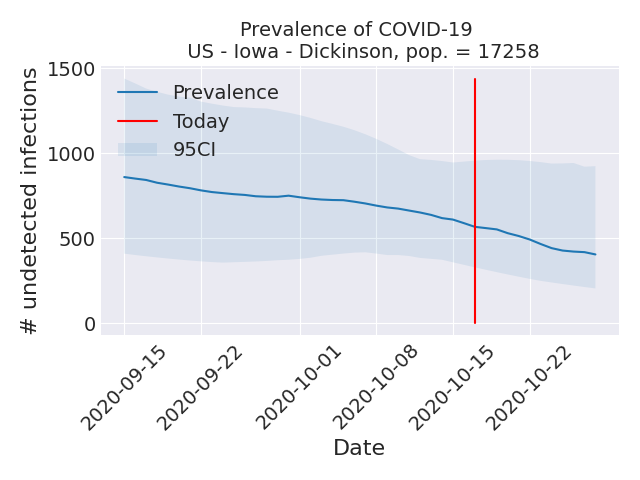 Prevalence of COVID-19
US - Iowa - Dickinson, pop. = 17258
# undetected infections
1500
1000
500
0
Prevalence
Today
95CI
2020-09-15
2020-09-22
2020-10-01
2020-10-08
2020-10-15
2020-10-22
Date